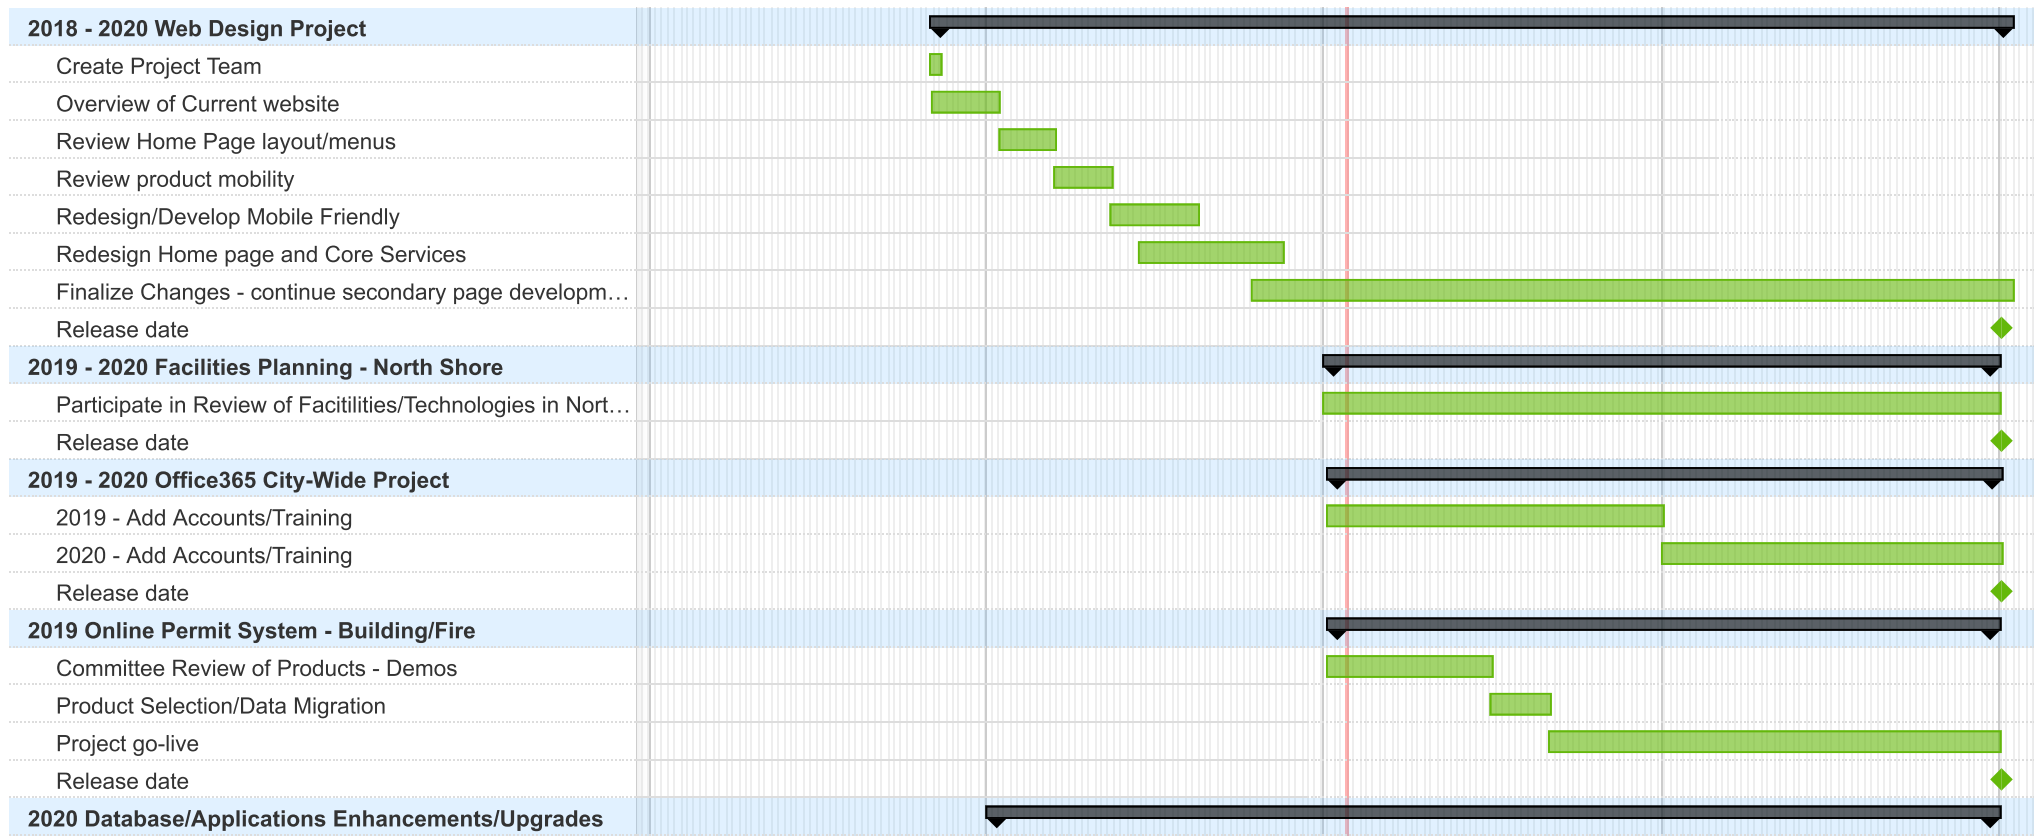 2018 - 2020 Web Design Project
Create Project Team
Overview of Current website
Review Home Page layout/menus
Review product mobility
Redesign/Develop Mobile Friendly
Redesign Home page and Core Services
Finalize Changes - continue secondary page developm…
Release date
2019 - 2020 Facilities Planning - North Shore
Participate in Review of Facitilities/Technologies in Nort…
Release date
2019 - 2020 Office365 City-Wide Project
2019 - Add Accounts/Training
2020 - Add Accounts/Training
Release date
2019 Online Permit System - Building/Fire
Committee Review of Products - Demos
Product Selection/Data Migration
Project go-live
Release date
2020 Database/Applications Enhancements/Upgrades